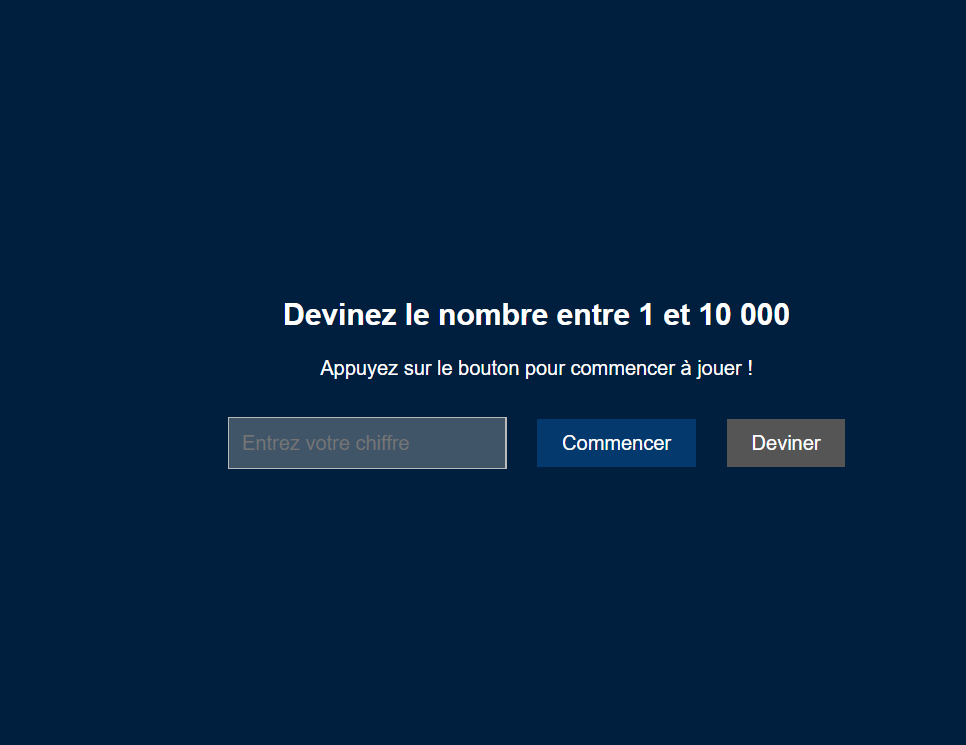 Devinez le nombre entre 1 et 10 000
Appuyez sur le bouton pour commencer à jouer !
Entrez votre chiffre
Commencer
Deviner